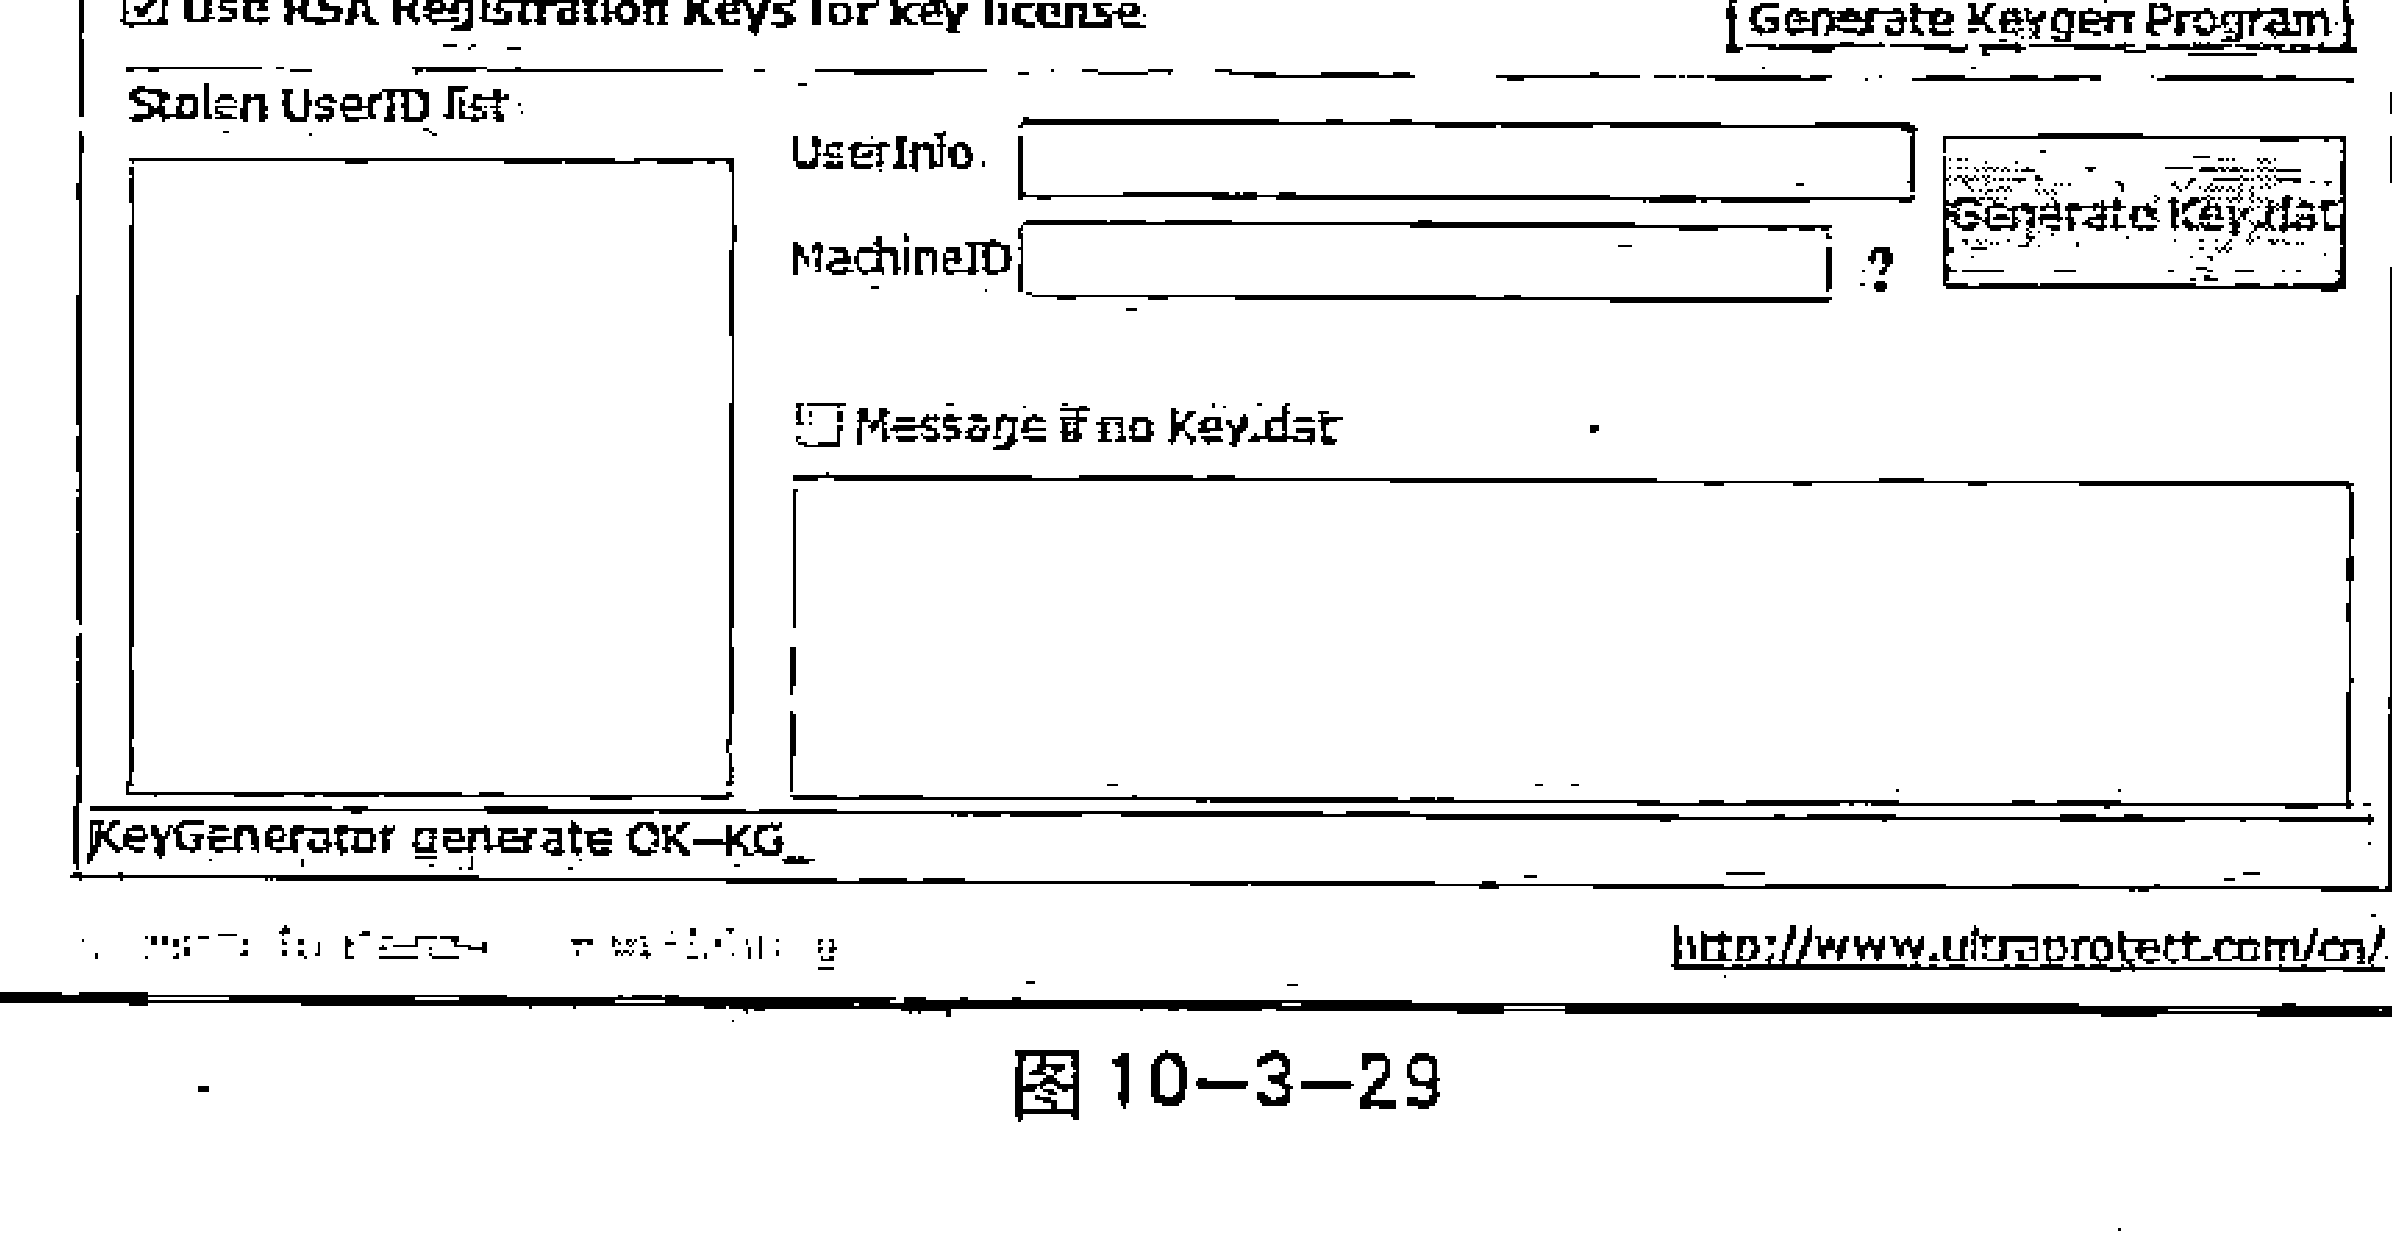 Use RSA Registration Keys for key license
Generate Keygen Program
Stolen UserID list
UserInfo
Generate Key.dat
MachineID
?
Message if no Key.dat
KeyGenerator generate OK-KG_
http://www.ultraprotect.com/cn/
图 10-3-29